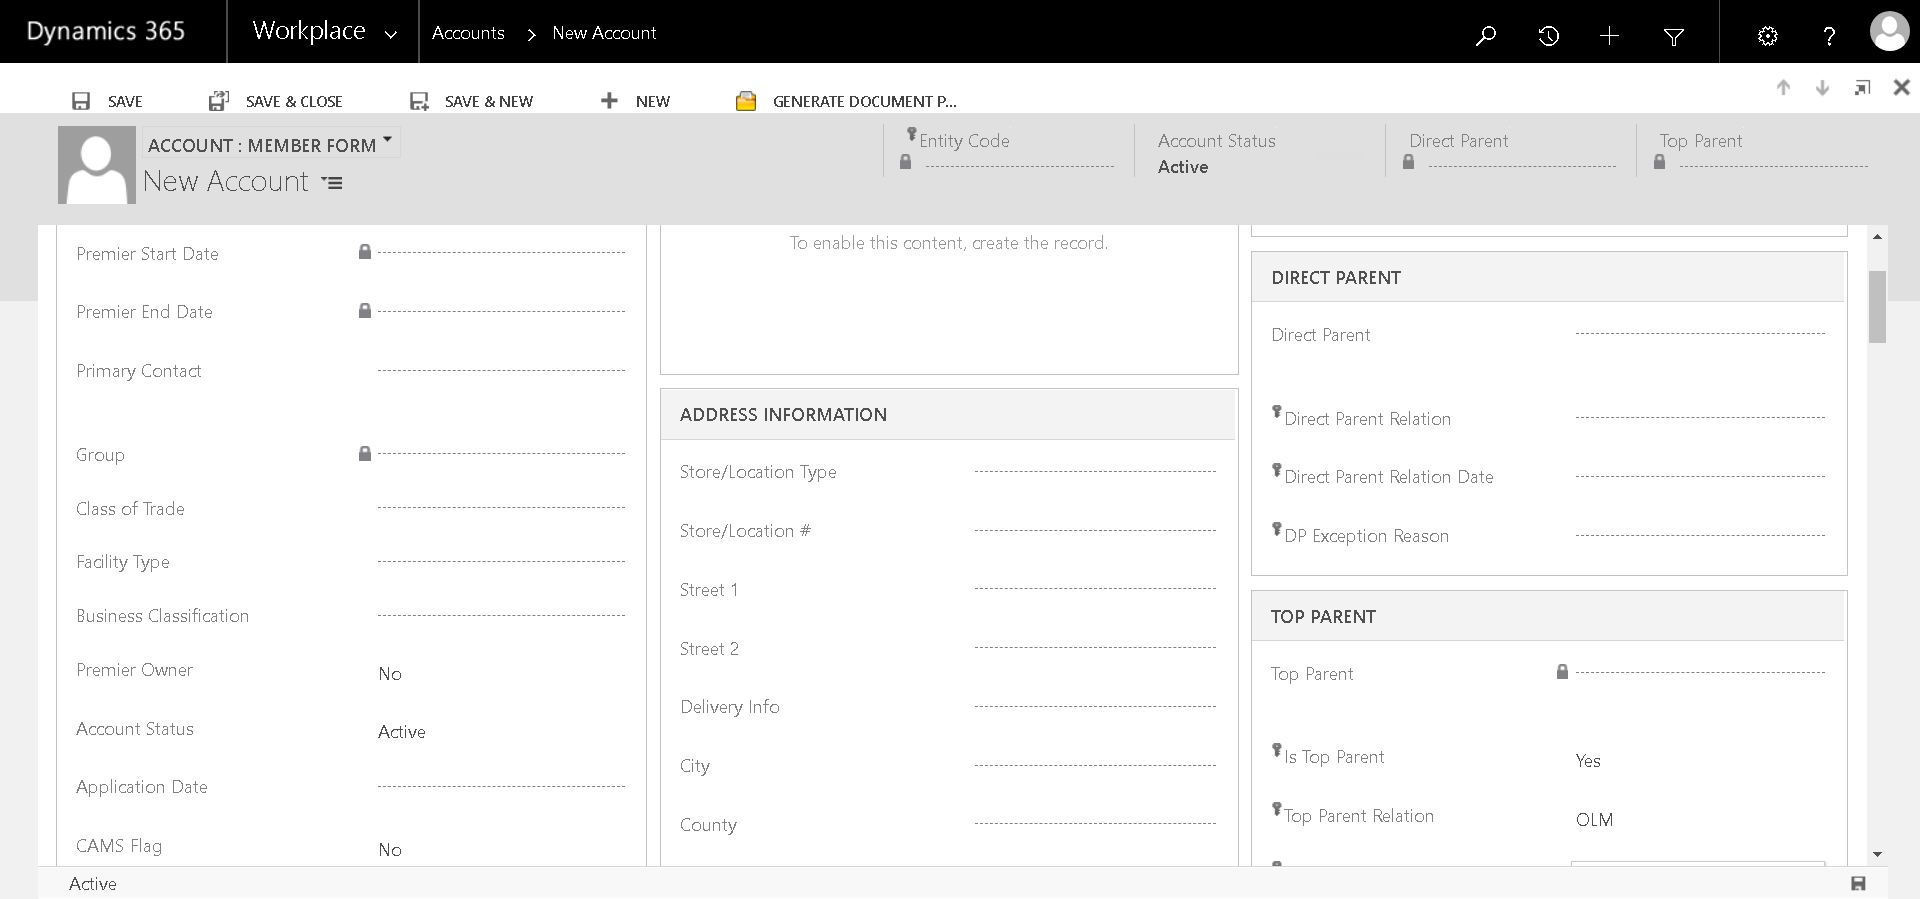 Dynamics 365
Workplace
Accounts
New Account
SAVE
SAVE & CLOSE
SAVE & NEW
NEW
GENERATE DOCUMENT P...
ACCOUNT : MEMBER FORM
New Account
Entity Code
Account Status
Active
Direct Parent
Top Parent
Premier Start Date
Premier End Date
Primary Contact
Group
Class of Trade
Facility Type
Business Classification
Premier Owner
No
Account Status
Active
Application Date
CAMS Flag
No
To enable this content, create the record.
ADDRESS INFORMATION
Store/Location Type
Store/Location #
Street 1
Street 2
Delivery Info
City
County
DIRECT PARENT
Direct Parent
Direct Parent Relation
Direct Parent Relation Date
DP Exception Reason
TOP PARENT
Top Parent
Is Top Parent
Yes
Top Parent Relation
OLM
Active